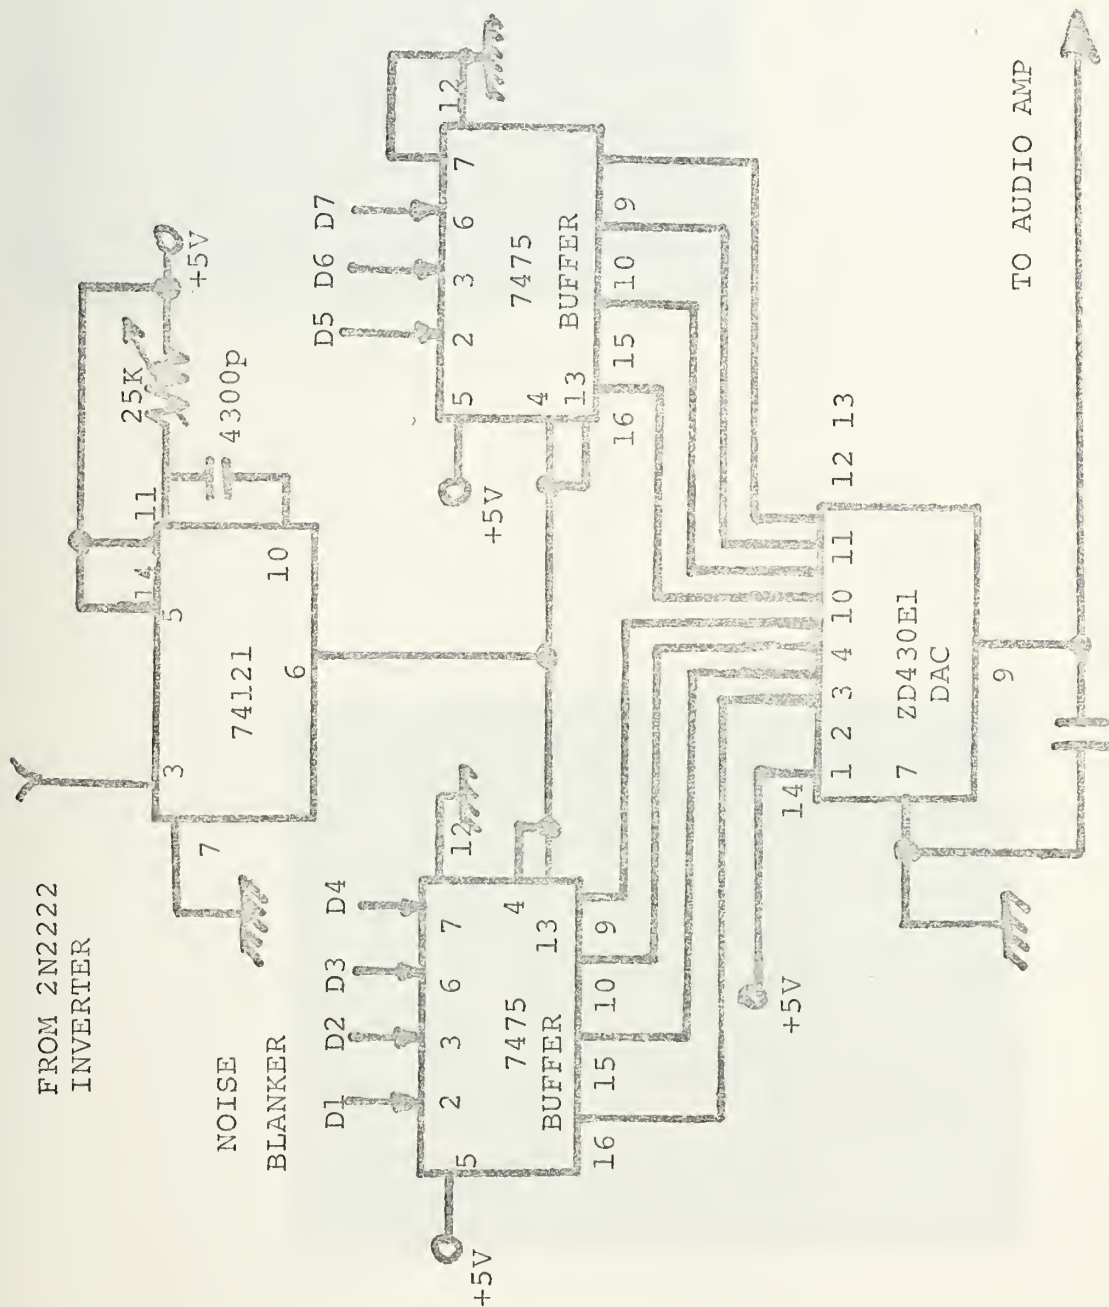 FROM 2N2222
INVERTER
NOISE
BLANKER
3
7
74121
5
14
11
10
6
25K
4300p
+5V
D1 D2 D3 D4
5
2 3 6 7
12
7475
BUFFER
4
13
16 15 10 9
+5V
D5 D6 D7
5
2 3 6 7
12
7475
BUFFER
4
13
16 15 10 9
+5V
+5V
14
1 2 3 4 10 11 12 13
7
ZD430E1
DAC
9
TO AUDIO AMP